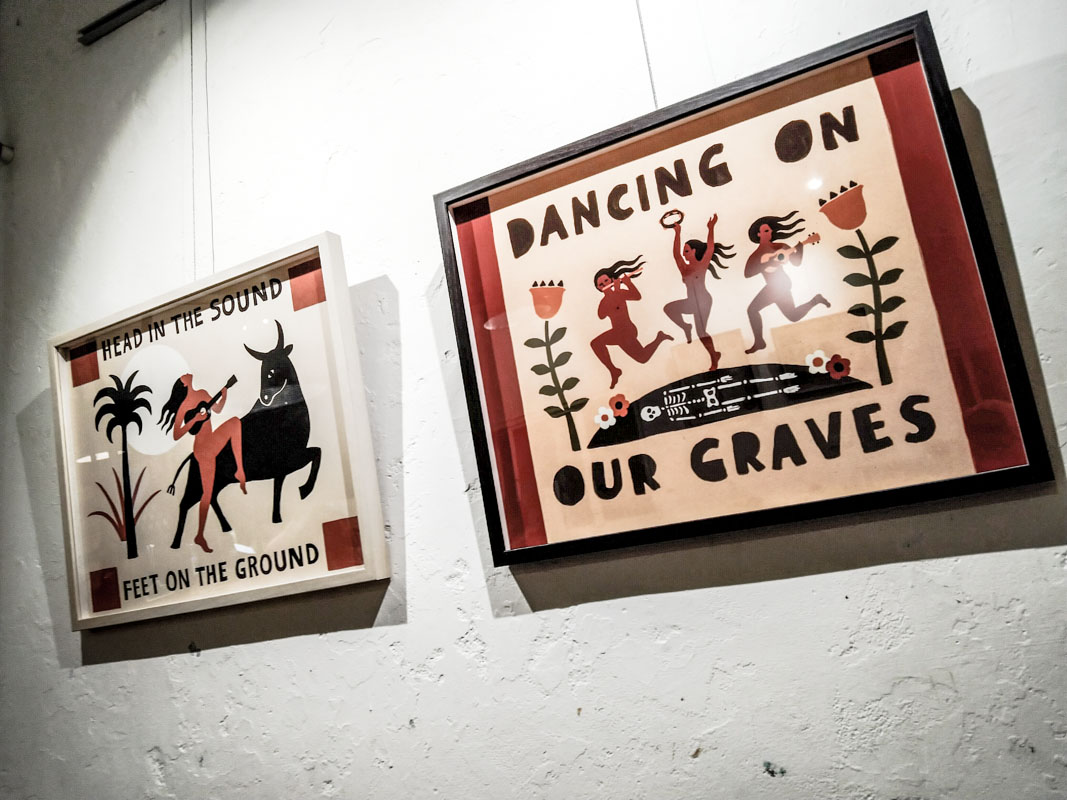 HEAD IN THE SOUND
FEET ON THE GROUND
DANCING ON
OUR GRAVES